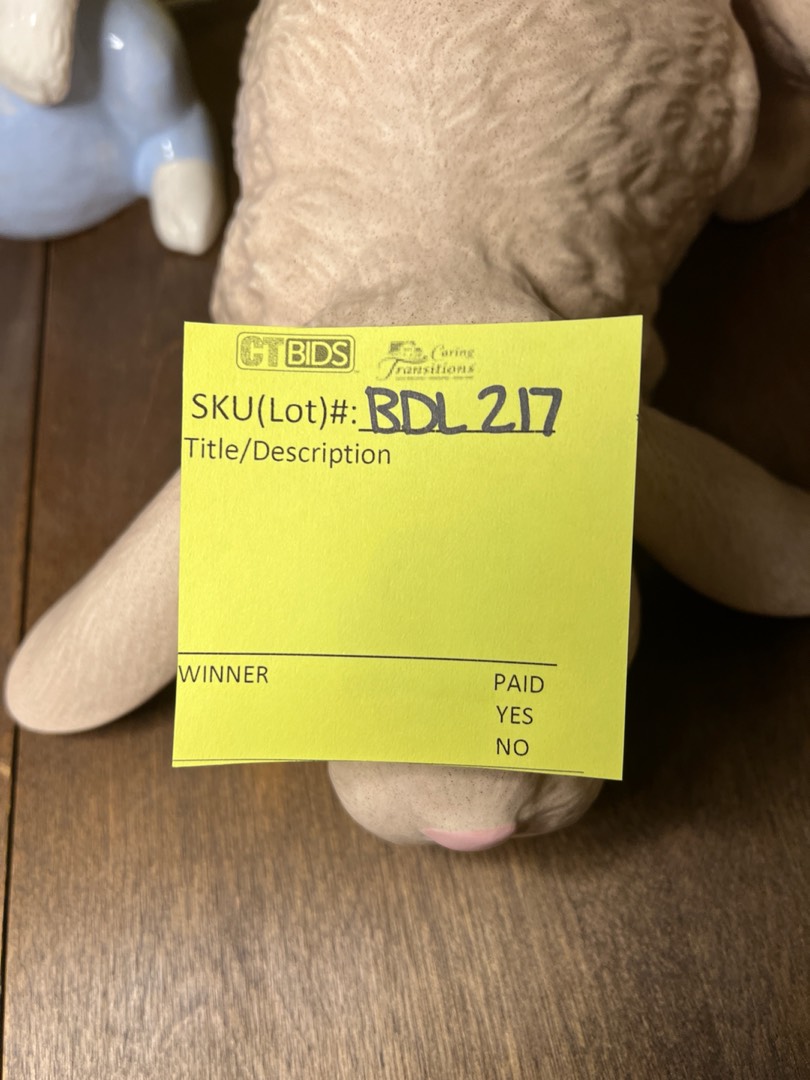 CTBIDS
Caring
Transitions
SKU(Lot)#: BDL 217
Title/Description
WINNER
PAID
YES
NO